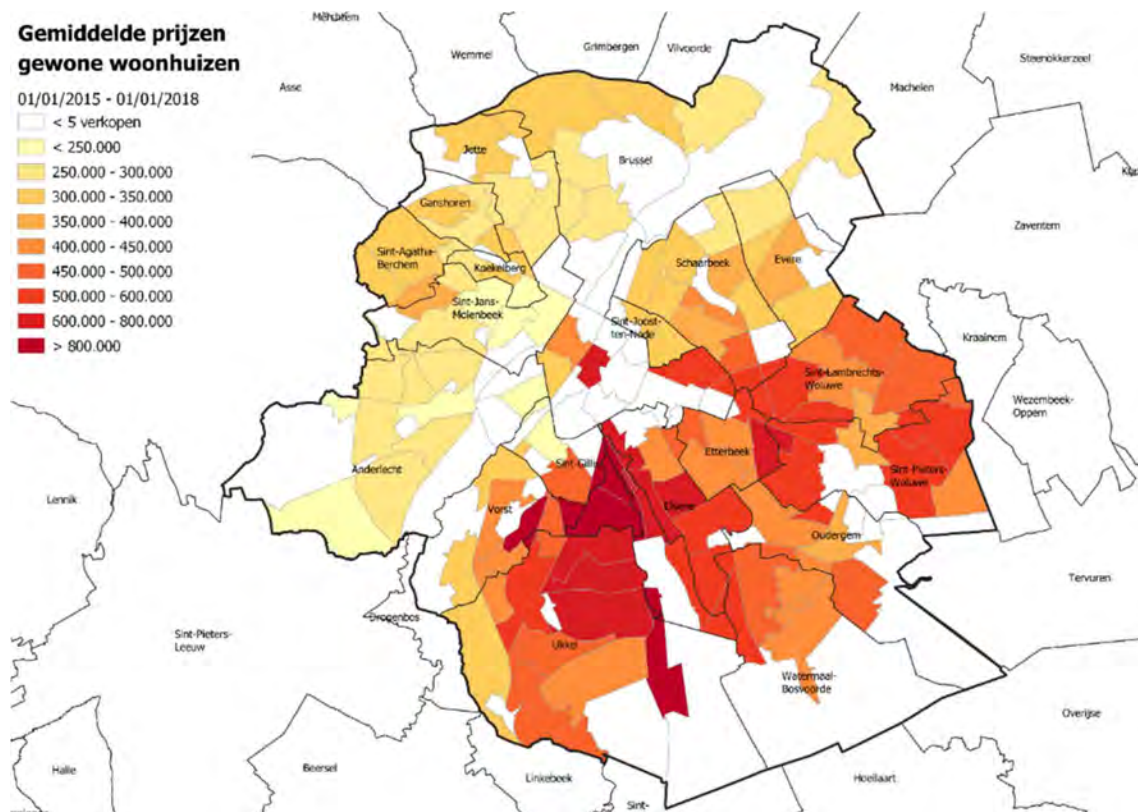 Gemiddelde prijzen
gewone woonhuizen
01/01/2015 - 01/01/2018
< 5 verkopen
< 250.000
250.000 - 300.000
300.000 - 350.000
350.000 - 400.000
400.000 - 450.000
450.000 - 500.000
500.000 - 600.000
600.000 - 800.000
> 800.000
Merchtem
Wemmel
Grimbergen
Vilvoorde
Steenokkerzeel
Asse
Machelen
Jette
Brussel
Ganshoren
Zaventem
Sint-Agatha-
Berchem
Koekelberg
Schaarbeek
Evere
Sint-Jans-
Molenbeek
Sint-Joost-
ten-Node
Kraainem
Sint-Lambrechts-
Woluwe
Wezembeek-
Oppem
Etterbeek
Anderlecht
Sint-Gillis
Sint-Pieters-
Woluwe
Lennik
Vorst
Elsene
Oudergem
Tervuren
Drogenbos
Sint-Pieters-
Leeuw
Ukkel
Watermaal-
Bosvoorde
Overijse
Halle
Beersel
Linkebeek
Hoeilaart
Sint-